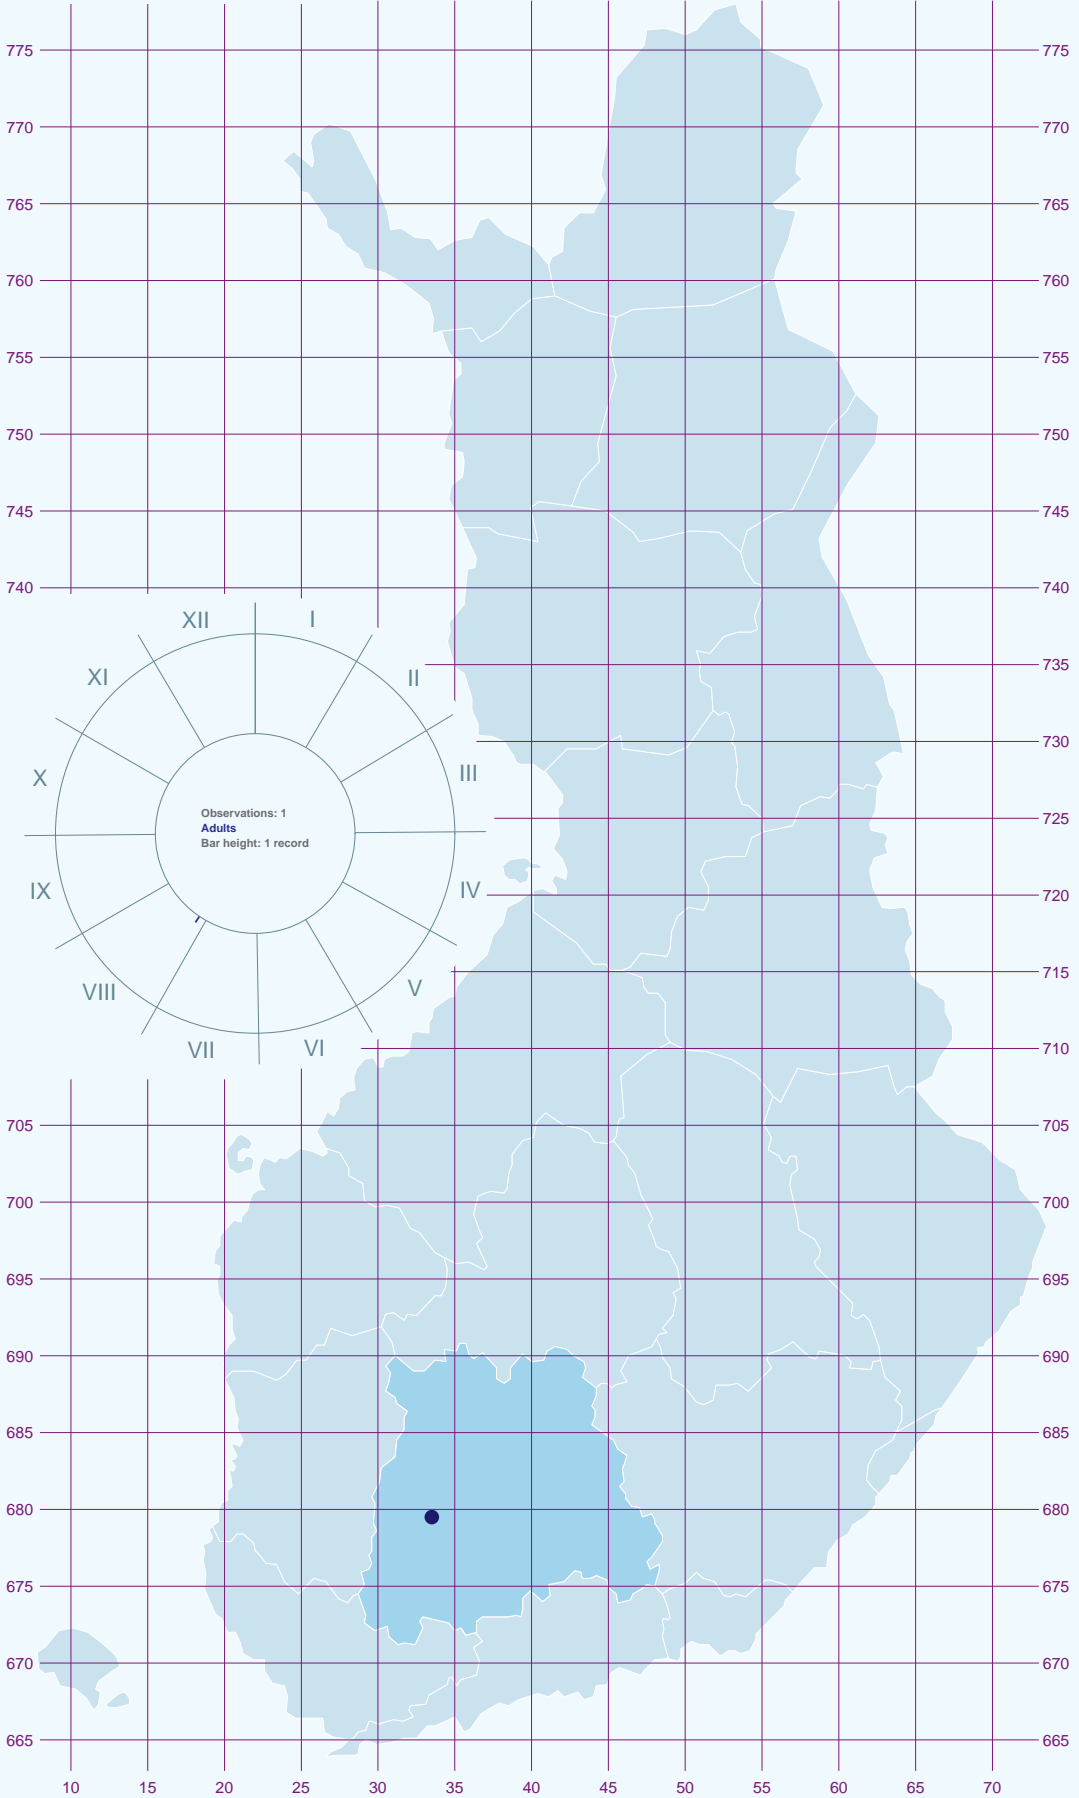 775 775
770 770
765 765
760 760
755 755
750 750
745 745
740 740
XII I
XI II
735
730
X III
Observations: 1
Adults
Bar height: 1 record
725
IX IV
720
VIII V
715
VII VI
710
705 705
700 700
695 695
690 690
685 685
680 680
675 675
670 670
665 665
10 15 20 25 30 35 40 45 50 55 60 65 70